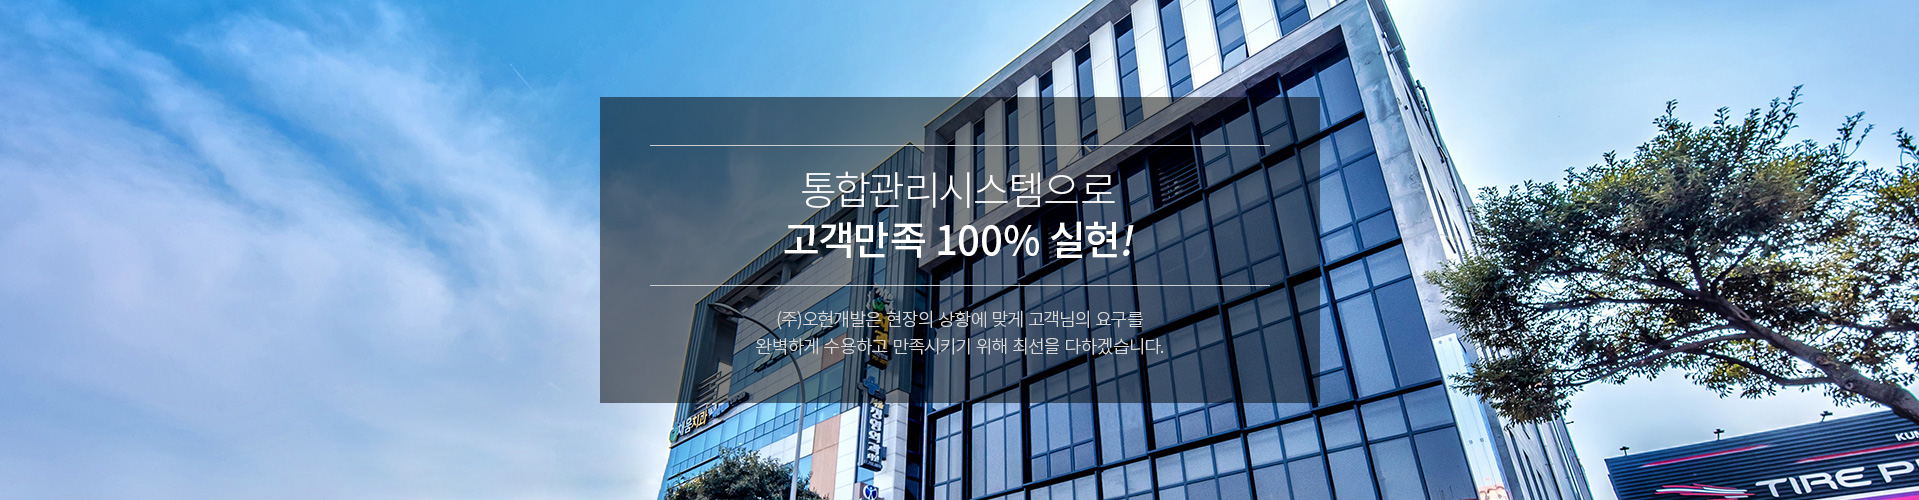 통합관리시스템으로
고객만족 100% 실현!
(주)오현개발은 현장의 상황에 맞게 고객님의 요구를
완벽하게 수용하고 만족시키기 위해 최선을 다하겠습니다.
TIRE P
KUM